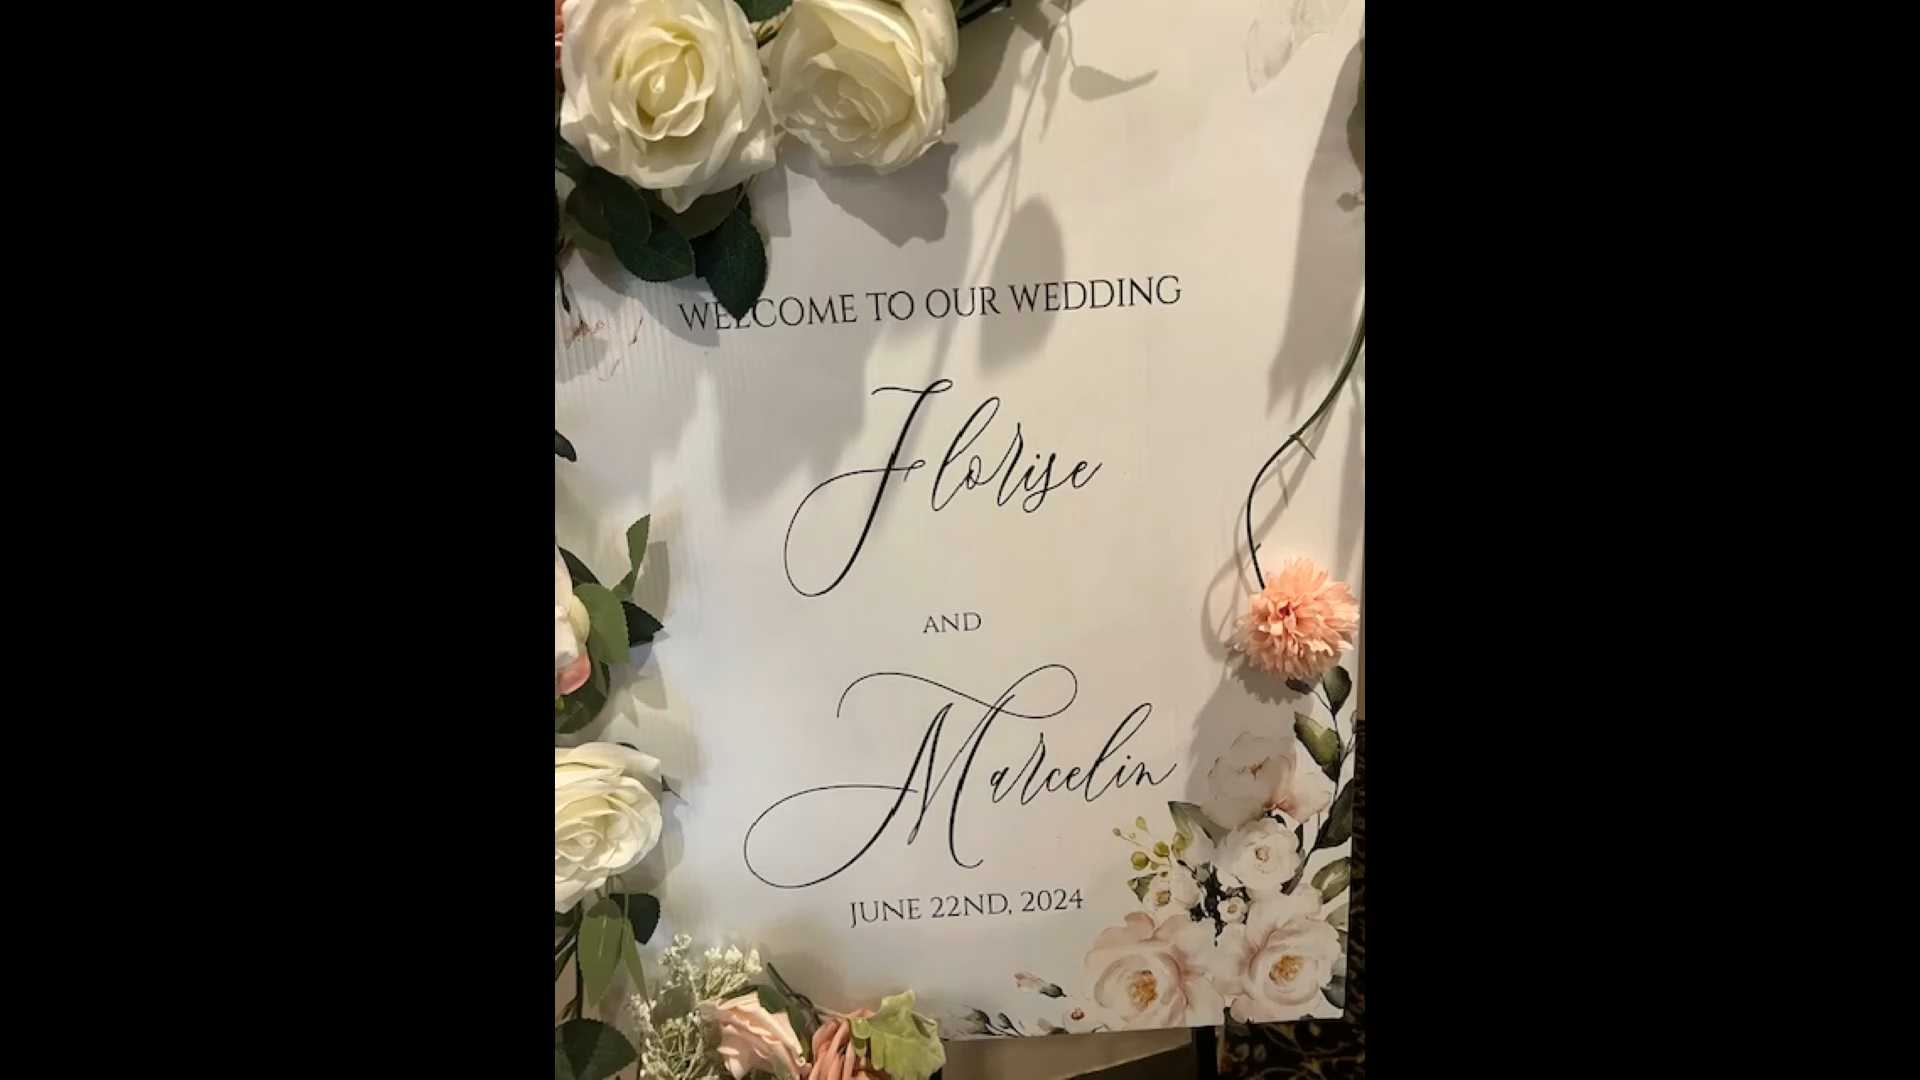 WELCOME TO OUR WEDDING
Florise
AND
Marcelin
JUNE 22ND, 2024